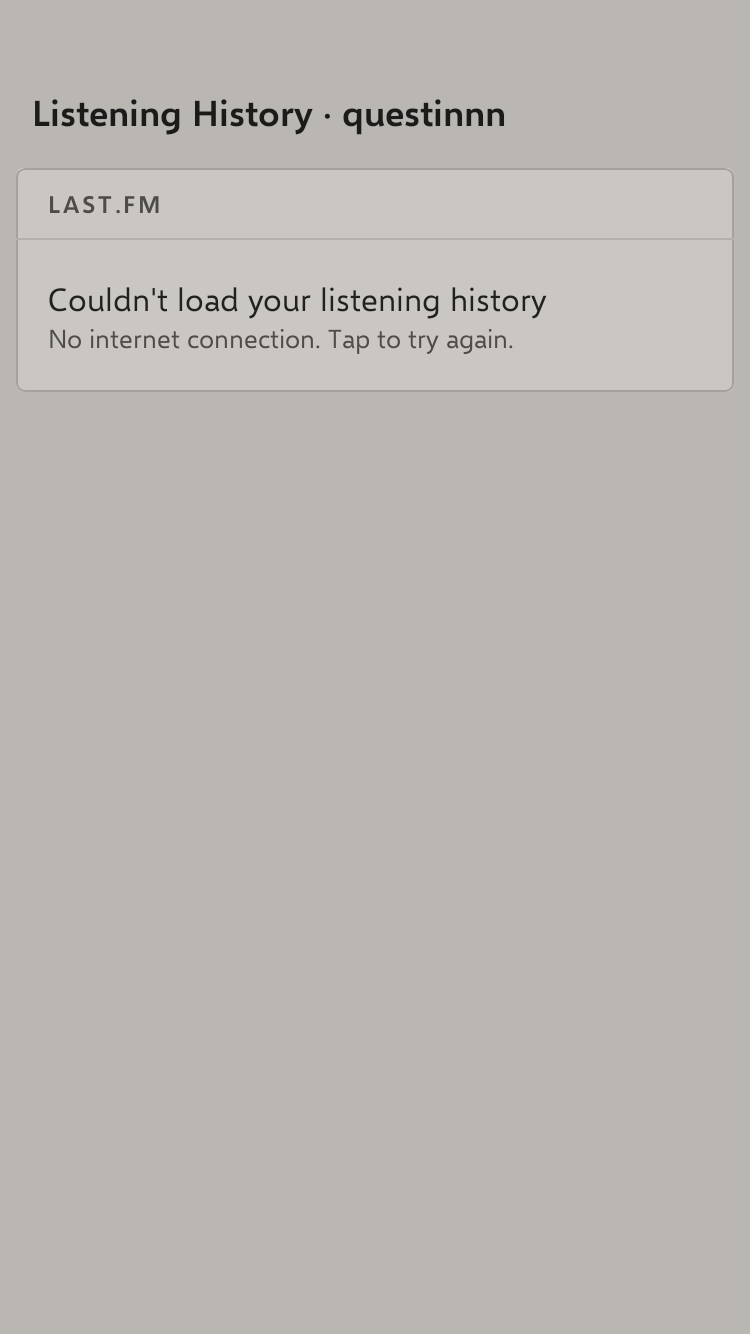 Listening History · questinnn
LAST.FM
Couldn't load your listening history
No internet connection. Tap to try again.